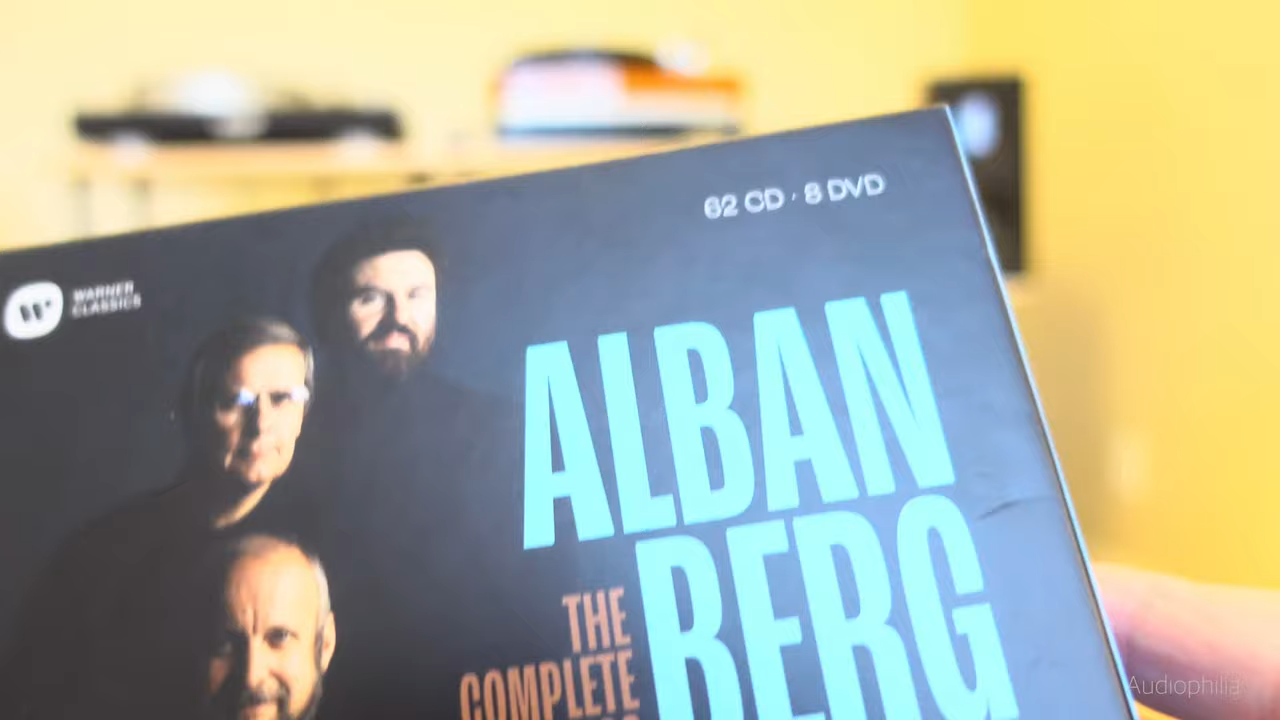 62 CD · 8 DVD
WARNER
CLASSICS
ALBAN
BERG
THE
COMPLETE
Audiophilia